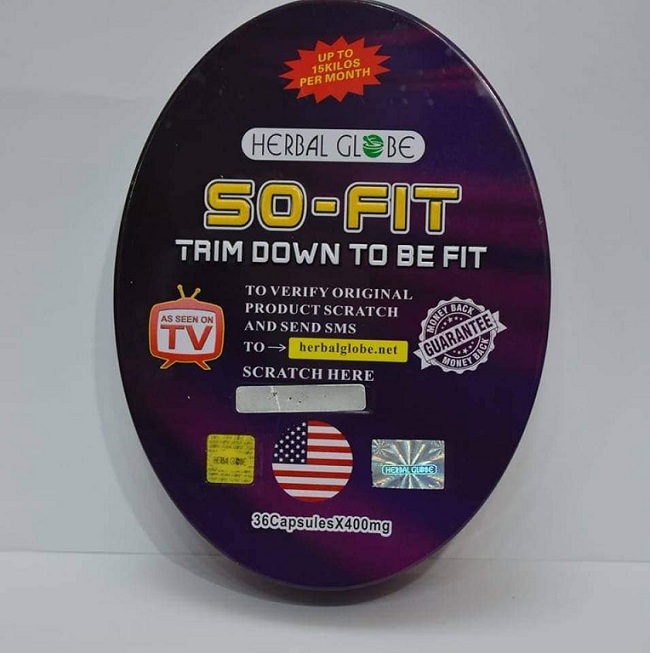 UP TO
15KILOS
PER MONTH
HERBAL GLOBE
SO-FIT
TRIM DOWN TO BE FIT
TO VERIFY ORIGINAL
PRODUCT SCRATCH
AND SEND SMS
TO → herbalglobe.net
SCRATCH HERE
AS SEEN ON
TV
MONEY BACK
GUARANTEE
MONEY BACK
HERBAL GLOBE
HERBAL GLOBE
36CapsulesX400mg